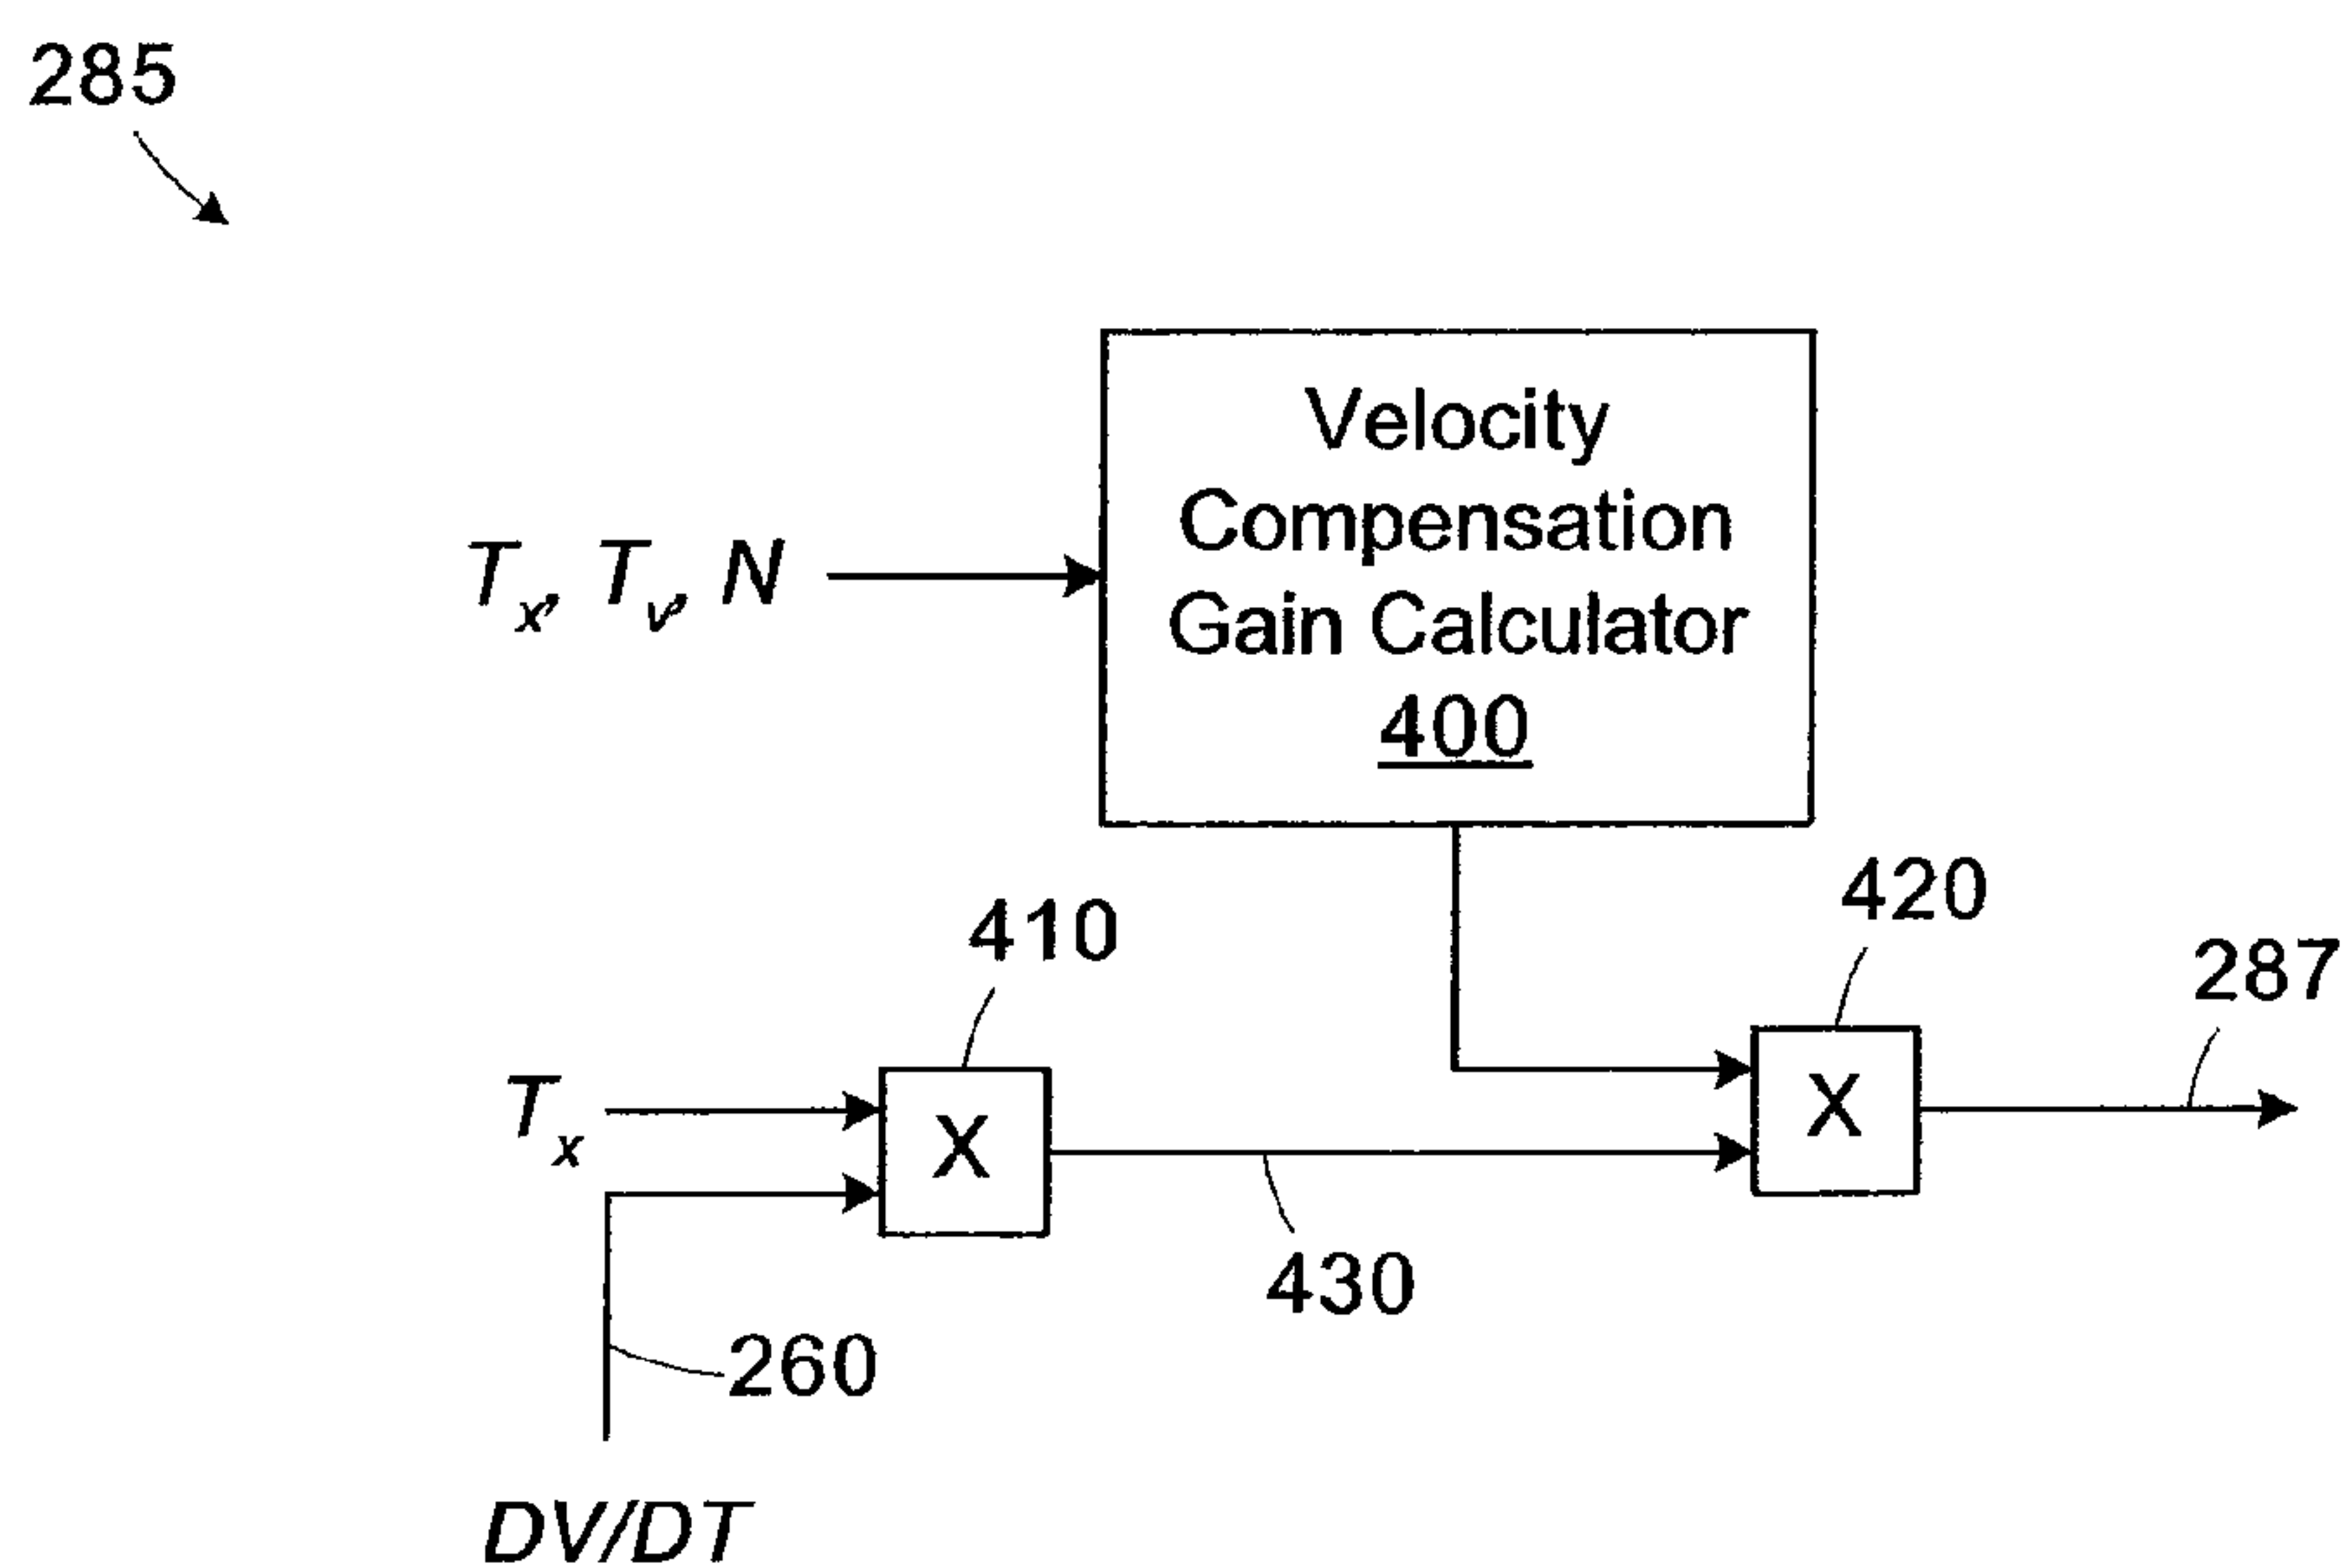 285
Velocity
Compensation
Gain Calculator
400
Tx, Tv, N
410
420
287
X
X
Tx
430
260
DV/DT